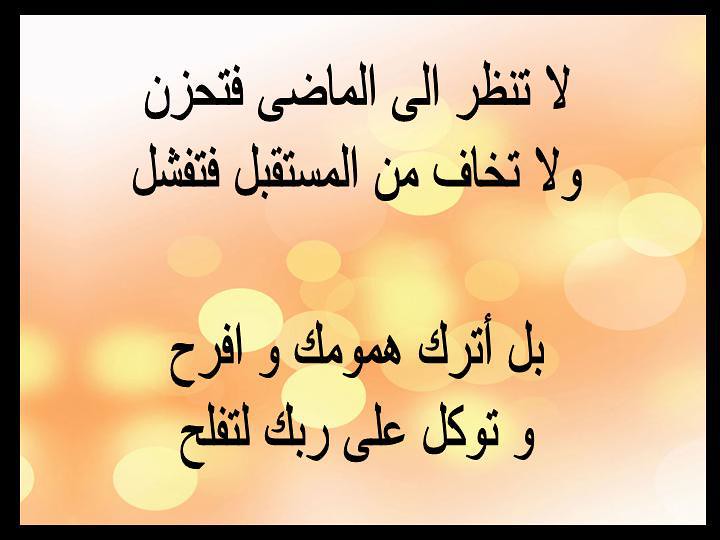 لا تنظر الى الماضى فتحزن
ولا تخاف من المستقبل فتفشل
بل أترك همومك و افرح
و توكل على ربك لتفلح